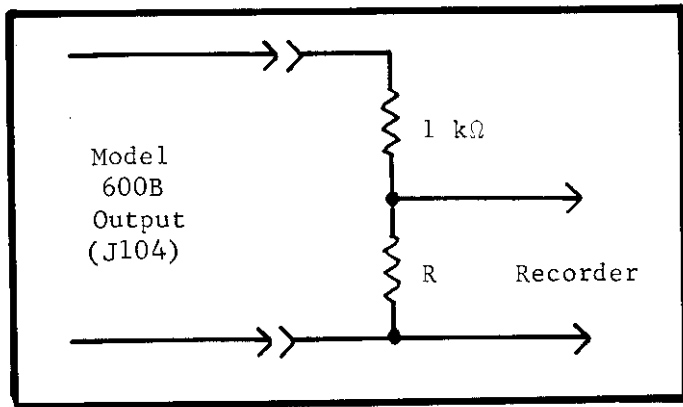 1 kΩ
Model
600B
Output
(J104)
R
Recorder